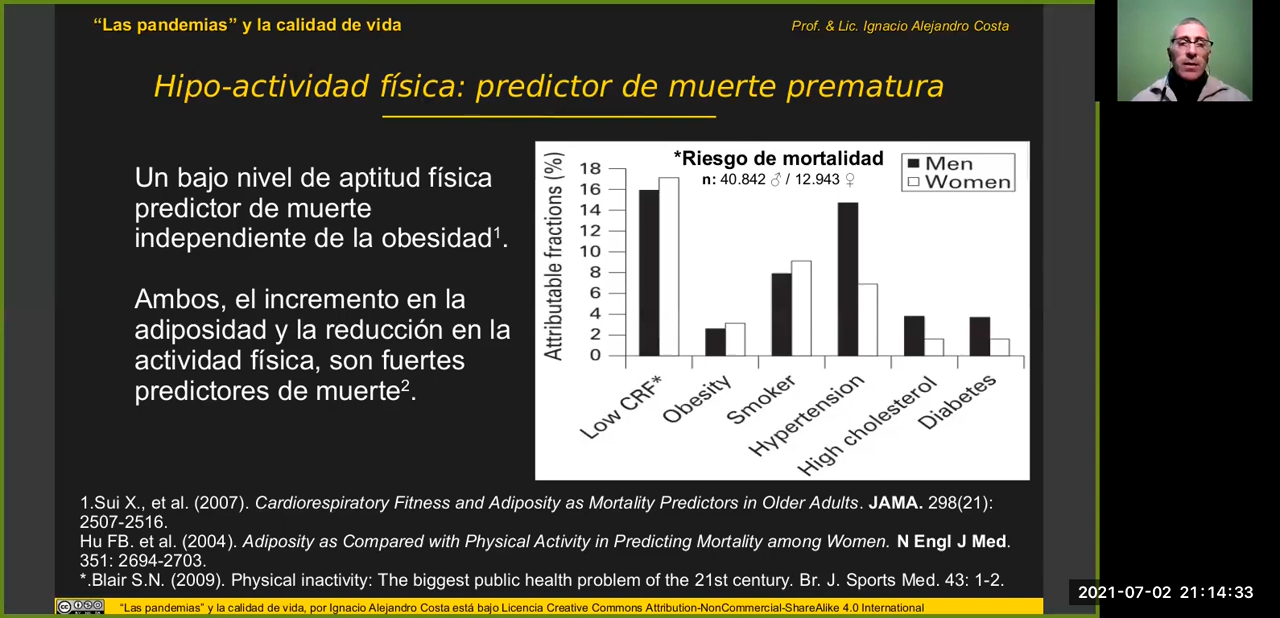 “Las pandemias” y la calidad de vida
Prof. & Lic. Ignacio Alejandro Costa
Hipo-actividad física: predictor de muerte prematura
Un bajo nivel de aptitud física
predictor de muerte
independiente de la obesidad1.
Ambos, el incremento en la
adiposidad y la reducción en la
actividad física, son fuertes
predictores de muerte2.
*Riesgo de mortalidad
n: 40.842 ♂ / 12.943 ♀
Men
Women
Attributable fractions (%)
18
16
14
12
10
8
6
4
2
0
Low CRF*
Obesity
Smoker
Hypertension
High cholesterol
Diabetes
1.Sui X., et al. (2007). Cardiorespiratory Fitness and Adiposity as Mortality Predictors in Older Adults. JAMA. 298(21):
2507-2516.
Hu FB. et al. (2004). Adiposity as Compared with Physical Activity in Predicting Mortality among Women. N Engl J Med.
351: 2694-2703.
*.Blair S.N. (2009). Physical inactivity: The biggest public health problem of the 21st century. Br. J. Sports Med. 43: 1-2.
“Las pandemias” y la calidad de vida, por Ignacio Alejandro Costa está bajo Licencia Creative Commons Attribution-NonCommercial-ShareAlike 4.0 International
2021-07-02 21:14:33